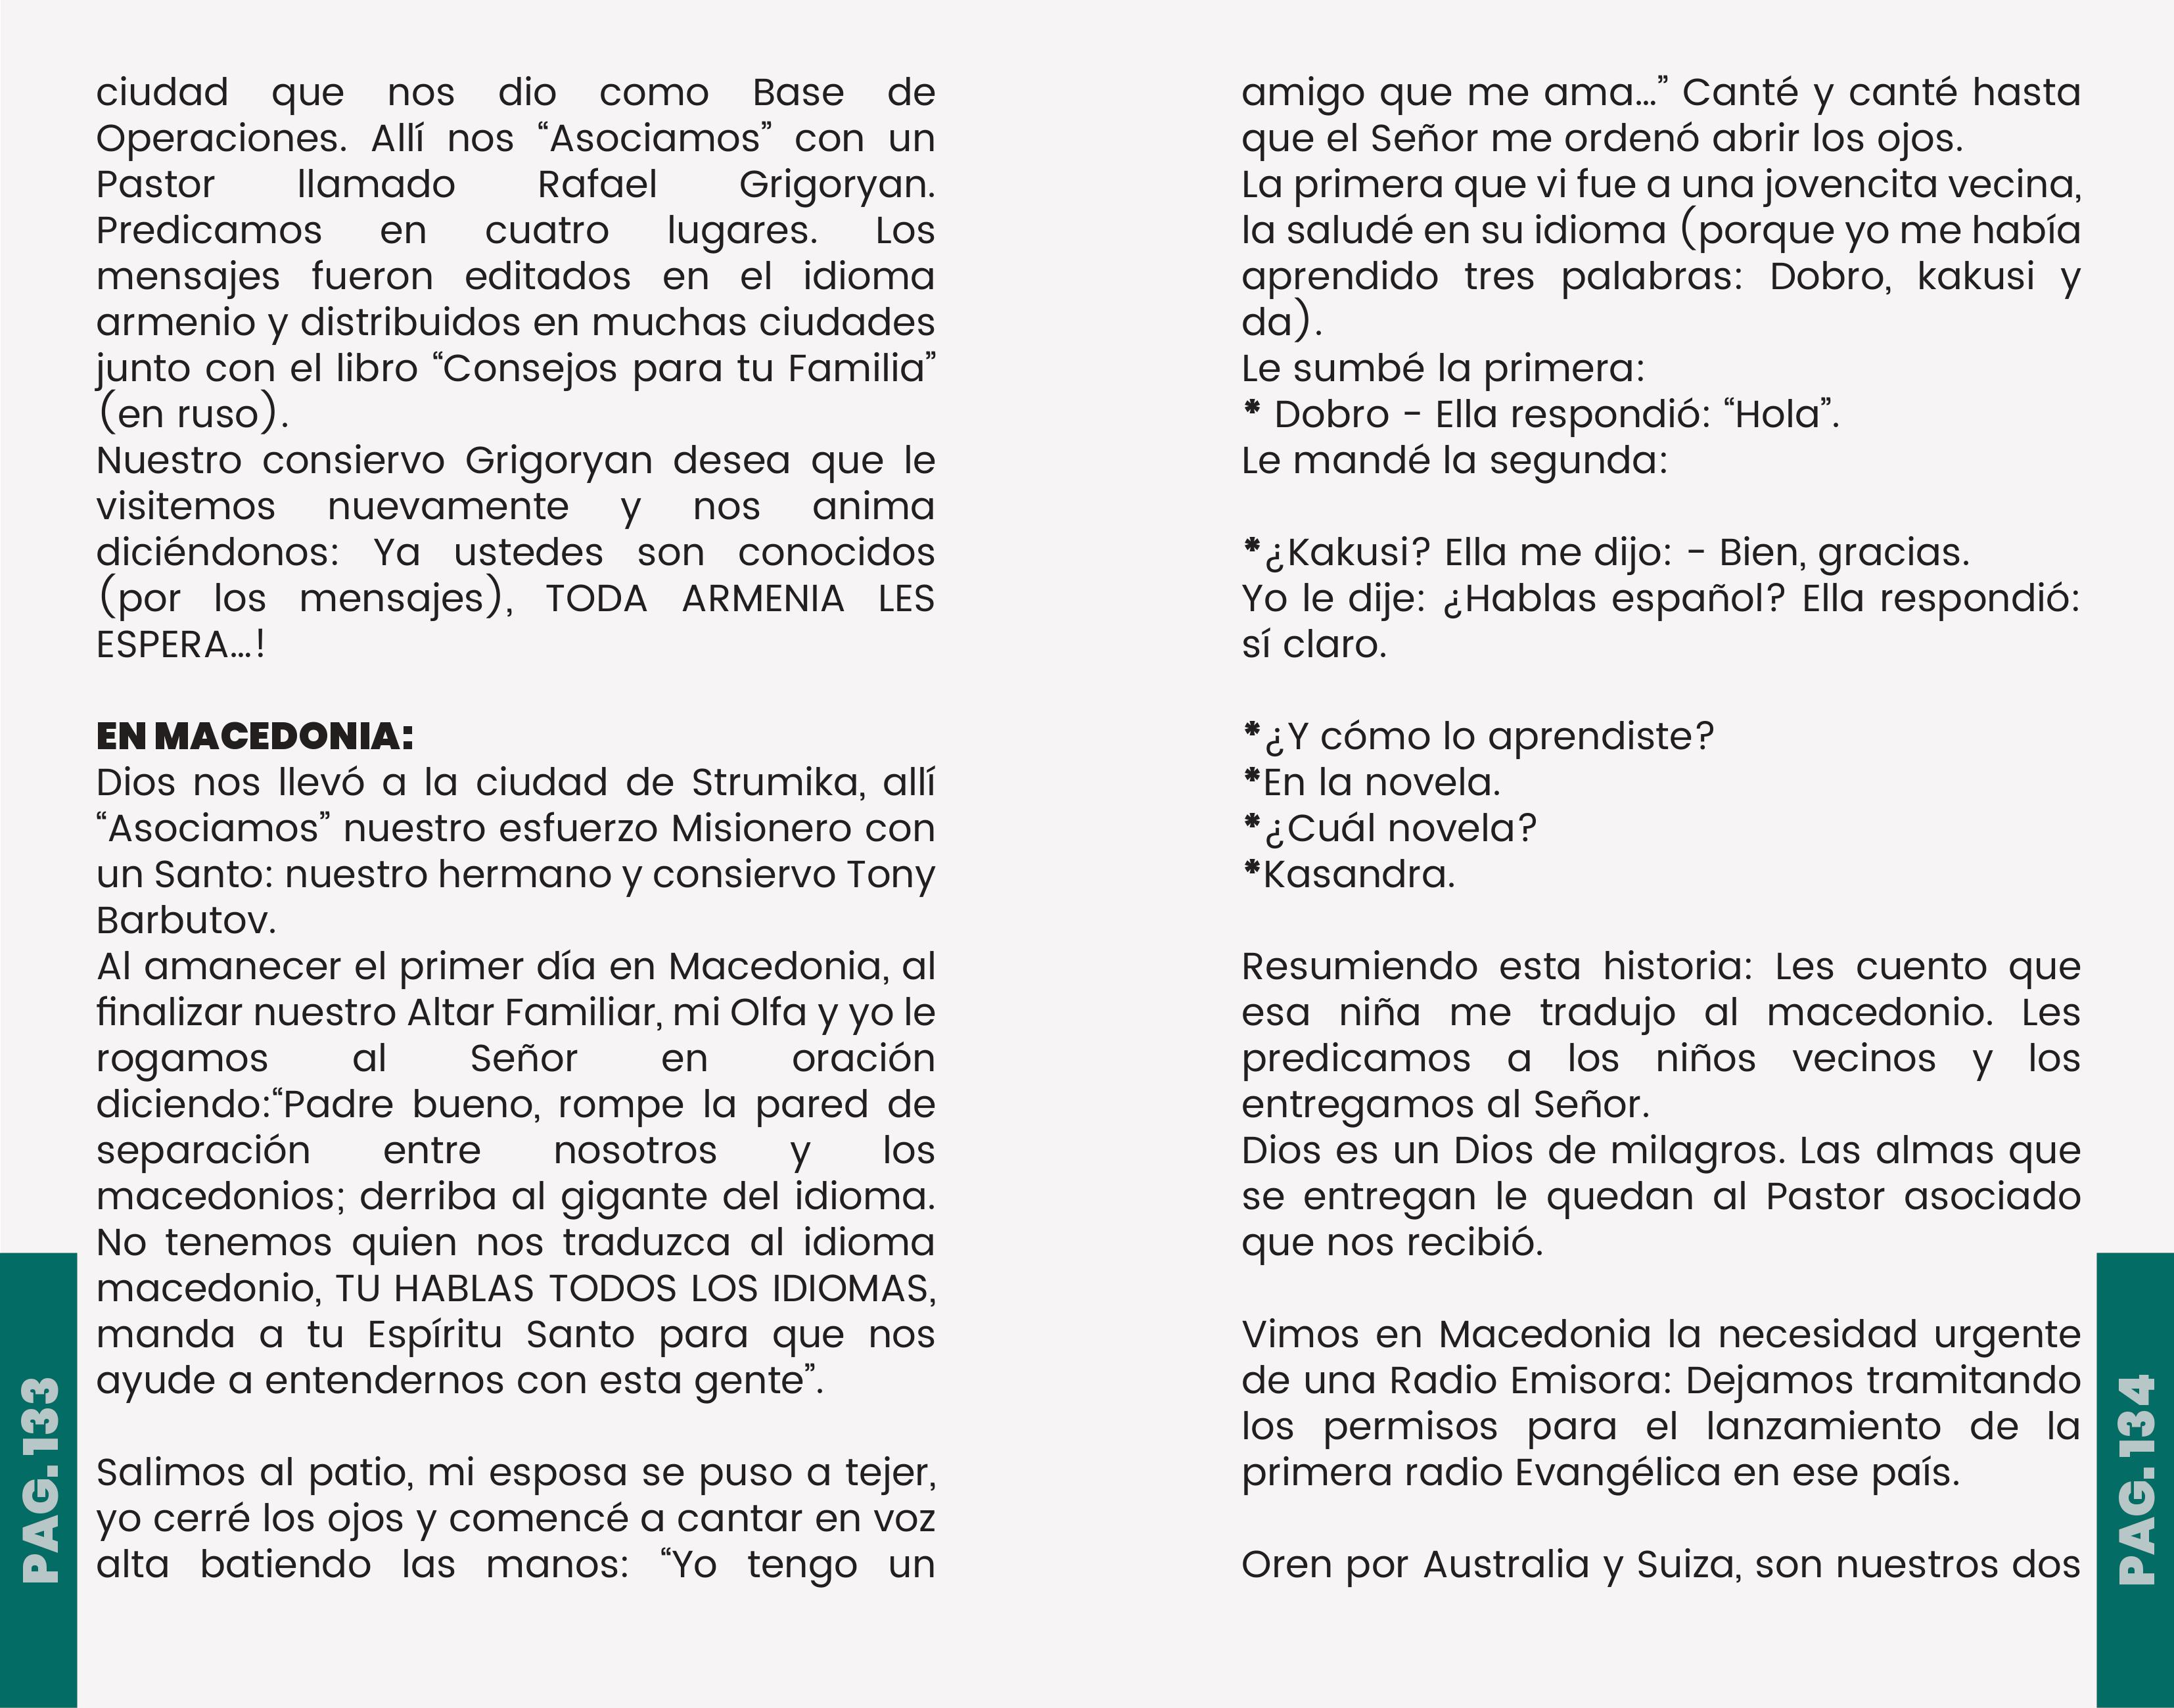 ciudad que nos dio como Base de
Operaciones. Allí nos “Asociamos” con un
Pastor llamado Rafael Grigoryan.
Predicamos en cuatro lugares. Los
mensajes fueron editados en el idioma
armenio y distribuidos en muchas ciudades
junto con el libro “Consejos para tu Familia”
(en ruso).
Nuestro consiervo Grigoryan desea que le
visitemos nuevamente y nos anima
diciéndonos: Ya ustedes son conocidos
(por los mensajes), TODA ARMENIA LES
ESPERA...!
EN MACEDONIA:
Dios nos llevó a la ciudad de Strumika, allí
“Asociamos” nuestro esfuerzo Misionero con
un Santo: nuestro hermano y consiervo Tony
Barbutov.
Al amanecer el primer día en Macedonia, al
finalizar nuestro Altar Familiar, mi Olfa y yo le
rogamos al Señor en oración
diciendo:“Padre bueno, rompe la pared de
separación entre nosotros y los
macedonios; derriba al gigante del idioma.
No tenemos quien nos traduzca al idioma
macedonio, TU HABLAS TODOS LOS IDIOMAS,
manda a tu Espíritu Santo para que nos
ayude a entendernos con esta gente”.
Salimos al patio, mi esposa se puso a tejer,
yo cerré los ojos y comencé a cantar en voz
alta batiendo las manos: “Yo tengo un
PAG. 133
amigo que me ama...” Canté y canté hasta
que el Señor me ordenó abrir los ojos.
La primera que vi fue a una jovencita vecina,
la saludé en su idioma (porque yo me había
aprendido tres palabras: Dobro, kakusi y
da).
Le sumbé la primera:
* Dobro - Ella respondió: “Hola”.
Le mandé la segunda:
*¿Kakusi? Ella me dijo: - Bien, gracias.
Yo le dije: ¿Hablas español? Ella respondió:
sí claro.
*¿Y cómo lo aprendiste?
*En la novela.
*¿Cuál novela?
*Kasandra.
Resumiendo esta historia: Les cuento que
esa niña me tradujo al macedonio. Les
predicamos a los niños vecinos y los
entregamos al Señor.
Dios es un Dios de milagros. Las almas que
se entregan le quedan al Pastor asociado
que nos recibió.
Vimos en Macedonia la necesidad urgente
de una Radio Emisora: Dejamos tramitando
los permisos para el lanzamiento de la
primera radio Evangélica en ese país.
Oren por Australia y Suiza, son nuestros dos
PAG. 134